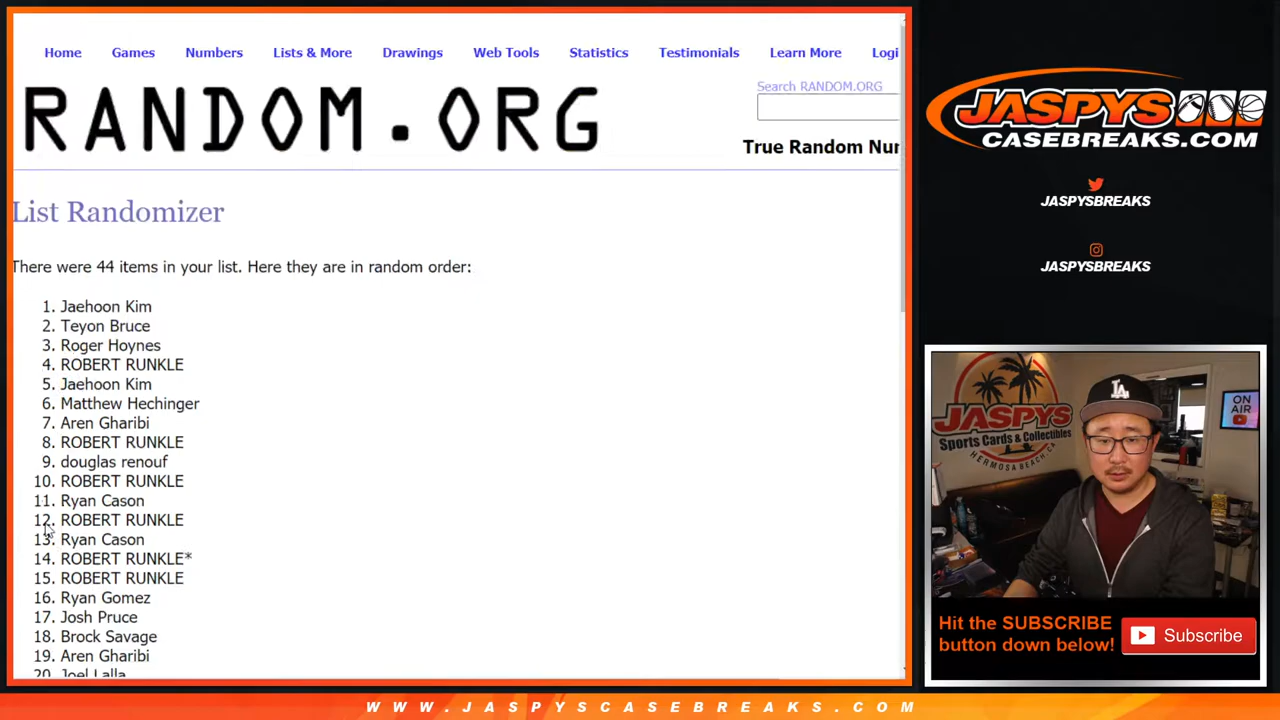 Home Games Numbers Lists & More Drawings Web Tools Statistics Testimonials Learn More Logi
RANDOM.ORG
Search RANDOM.ORG
True Random Nur
List Randomizer
There were 44 items in your list. Here they are in random order:
1. Jaehoon Kim
2. Teyon Bruce
3. Roger Hoynes
4. ROBERT RUNKLE
5. Jaehoon Kim
6. Matthew Hechinger
7. Aren Gharibi
8. ROBERT RUNKLE
9. douglas renouf
10. ROBERT RUNKLE
11. Ryan Cason
12. ROBERT RUNKLE
13. Ryan Cason
14. ROBERT RUNKLE*
15. ROBERT RUNKLE
16. Ryan Gomez
17. Josh Pruce
18. Brock Savage
19. Aren Gharibi
20. Joel Lalla
JASPYS
CASEBREAKS.COM
JASPYSBREAKS
JASPYSBREAKS
JASPYS
Sports Cards & Collectibles
HERMOSA BEACH, CA
LA
ON
AIR
Hit the SUBSCRIBE
button down below!
Subscribe
WWW.JASPYSCASEBREAKS.COM